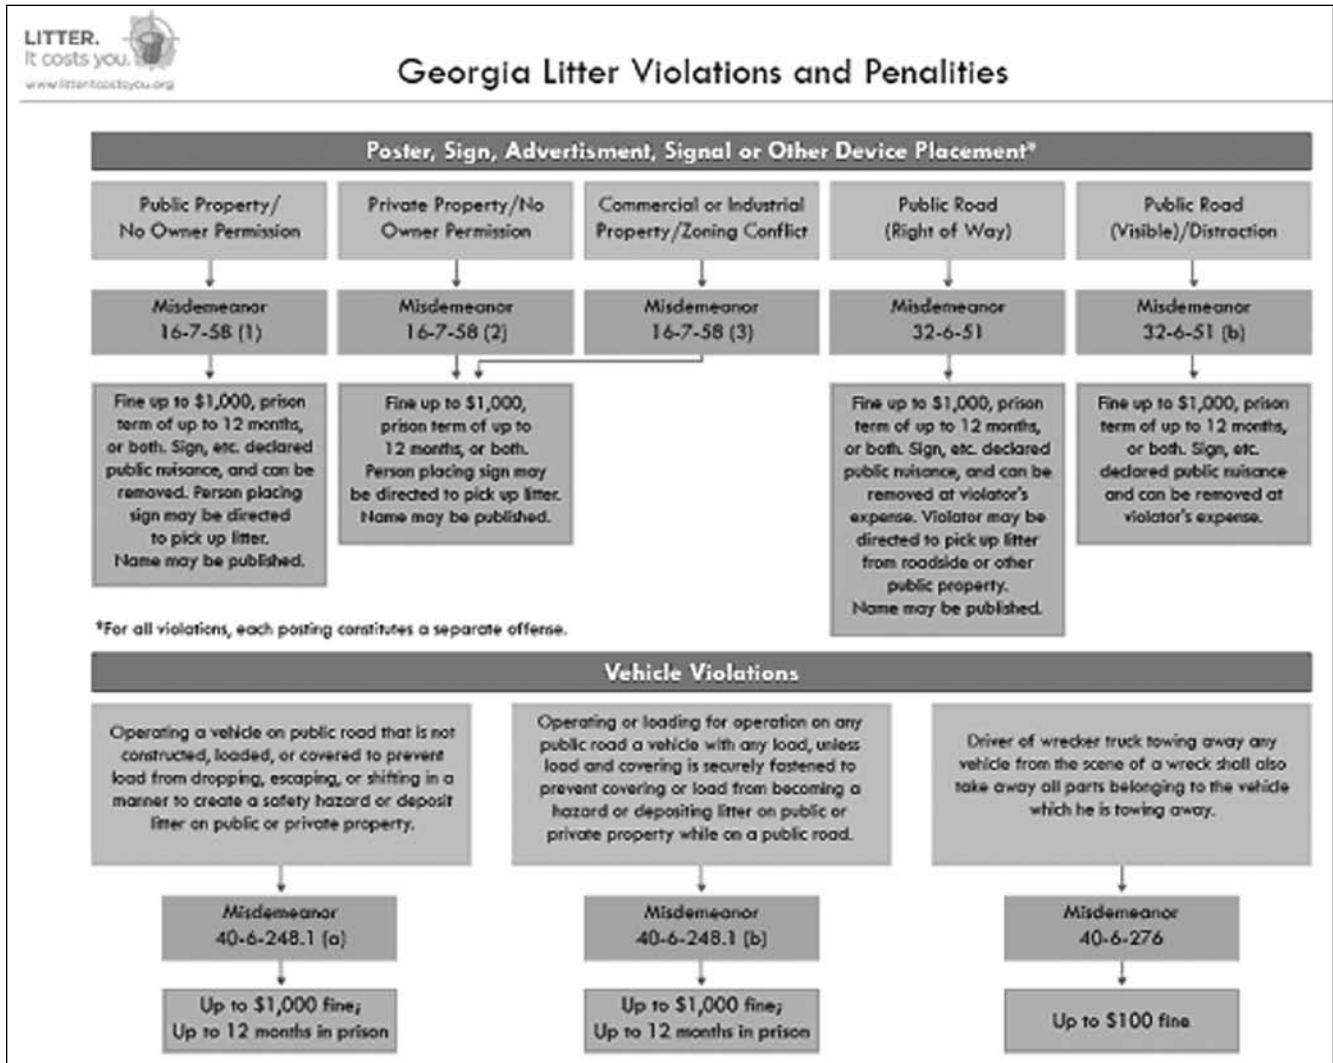 LITTER.
It costs you.
www.litteritcostsyou.org
Georgia Litter Violations and Penalities
Poster, Sign, Advertisment, Signal or Other Device Placement*
Public Property/
No Owner Permission
Private Property/No
Owner Permission
Commercial or Industrial
Property/Zoning Conflict
Public Road
(Right of Way)
Public Road
(Visible)/Distraction
Misdemeanor
16-7-58 (1)
Misdemeanor
16-7-58 (2)
Misdemeanor
16-7-58 (3)
Misdemeanor
32-6-51
Misdemeanor
32-6-51 (b)
Fine up to $1,000, prison
term of up to 12 months,
or both. Sign, etc. declared
public nuisance, and can be
removed. Person placing
sign may be directed
to pick up litter.
Name may be published.
Fine up to $1,000,
prison term of up to
12 months, or both.
Person placing sign may
be directed to pick up litter.
Name may be published.
Fine up to $1,000, prison
term of up to 12 months,
or both. Sign, etc. declared
public nuisance, and can be
removed at violator's
expense. Violator may be
directed to pick up litter
from roadside or other
public property.
Name may be published.
Fine up to $1,000, prison
term of up to 12 months,
or both. Sign, etc.
declared public nuisance
and can be removed at
violator's expense.
*For all violations, each posting constitutes a separate offense.
Vehicle Violations
Operating a vehicle on public road that is not
constructed, loaded, or covered to prevent
load from dropping, escaping, or shifting in a
manner to create a safety hazard or deposit
litter on public or private property.
Operating or loading for operation on any
public road a vehicle with any load, unless
load and covering is securely fastened to
prevent covering or load from becoming a
hazard or depositing litter on public or
private property while on a public road.
Driver of wrecker truck towing away any
vehicle from the scene of a wreck shall also
take away all parts belonging to the vehicle
which he is towing away.
Misdemeanor
40-6-248.1 (a)
Misdemeanor
40-6-248.1 (b)
Misdemeanor
40-6-276
Up to $1,000 fine;
Up to 12 months in prison
Up to $1,000 fine;
Up to 12 months in prison
Up to $100 fine